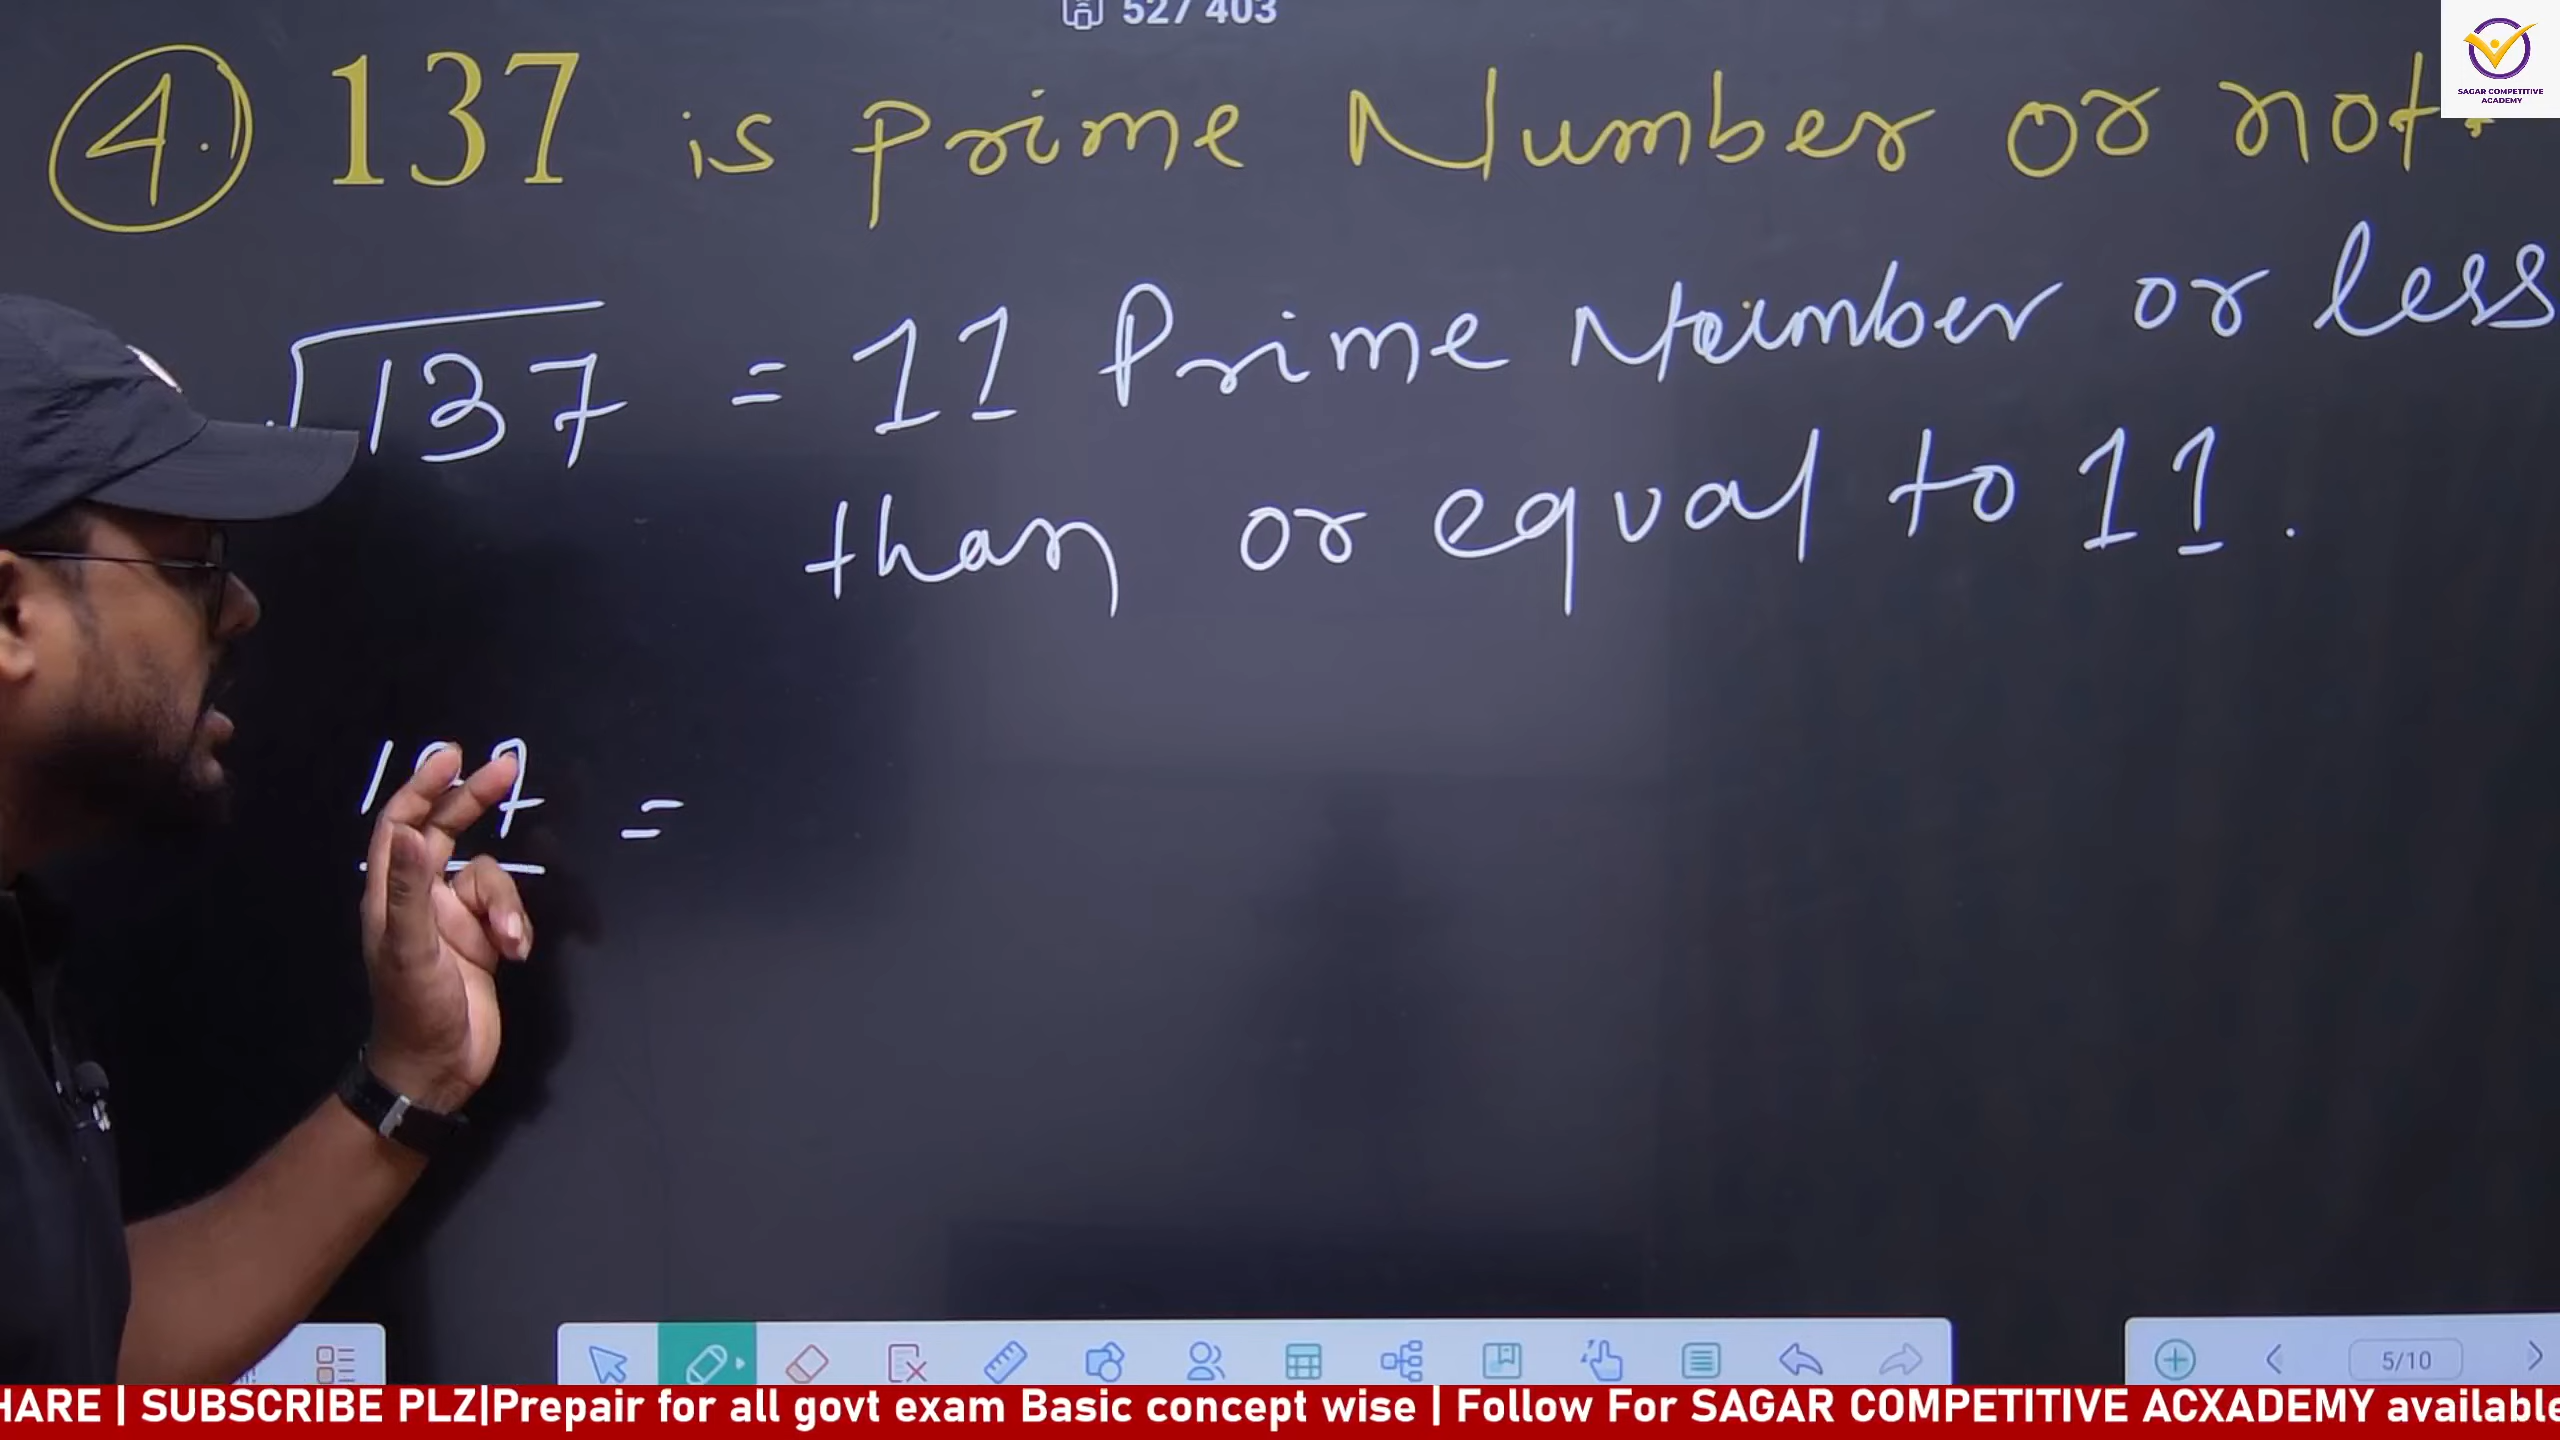 527 403
SAGAR COMPETITIVE
ACADEMY
4. 137 is prime Number or not.
√137 = 11 Prime Number or less
than or equal to 11.
=
5/10
HARE | SUBSCRIBE PLZ|Prepair for all govt exam Basic concept wise | Follow For SAGAR COMPETITIVE ACXADEMY available